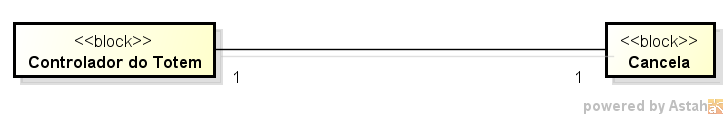 <<block>>
Controlador do Totem
<<block>>
Cancela
1
1
powered by Astah